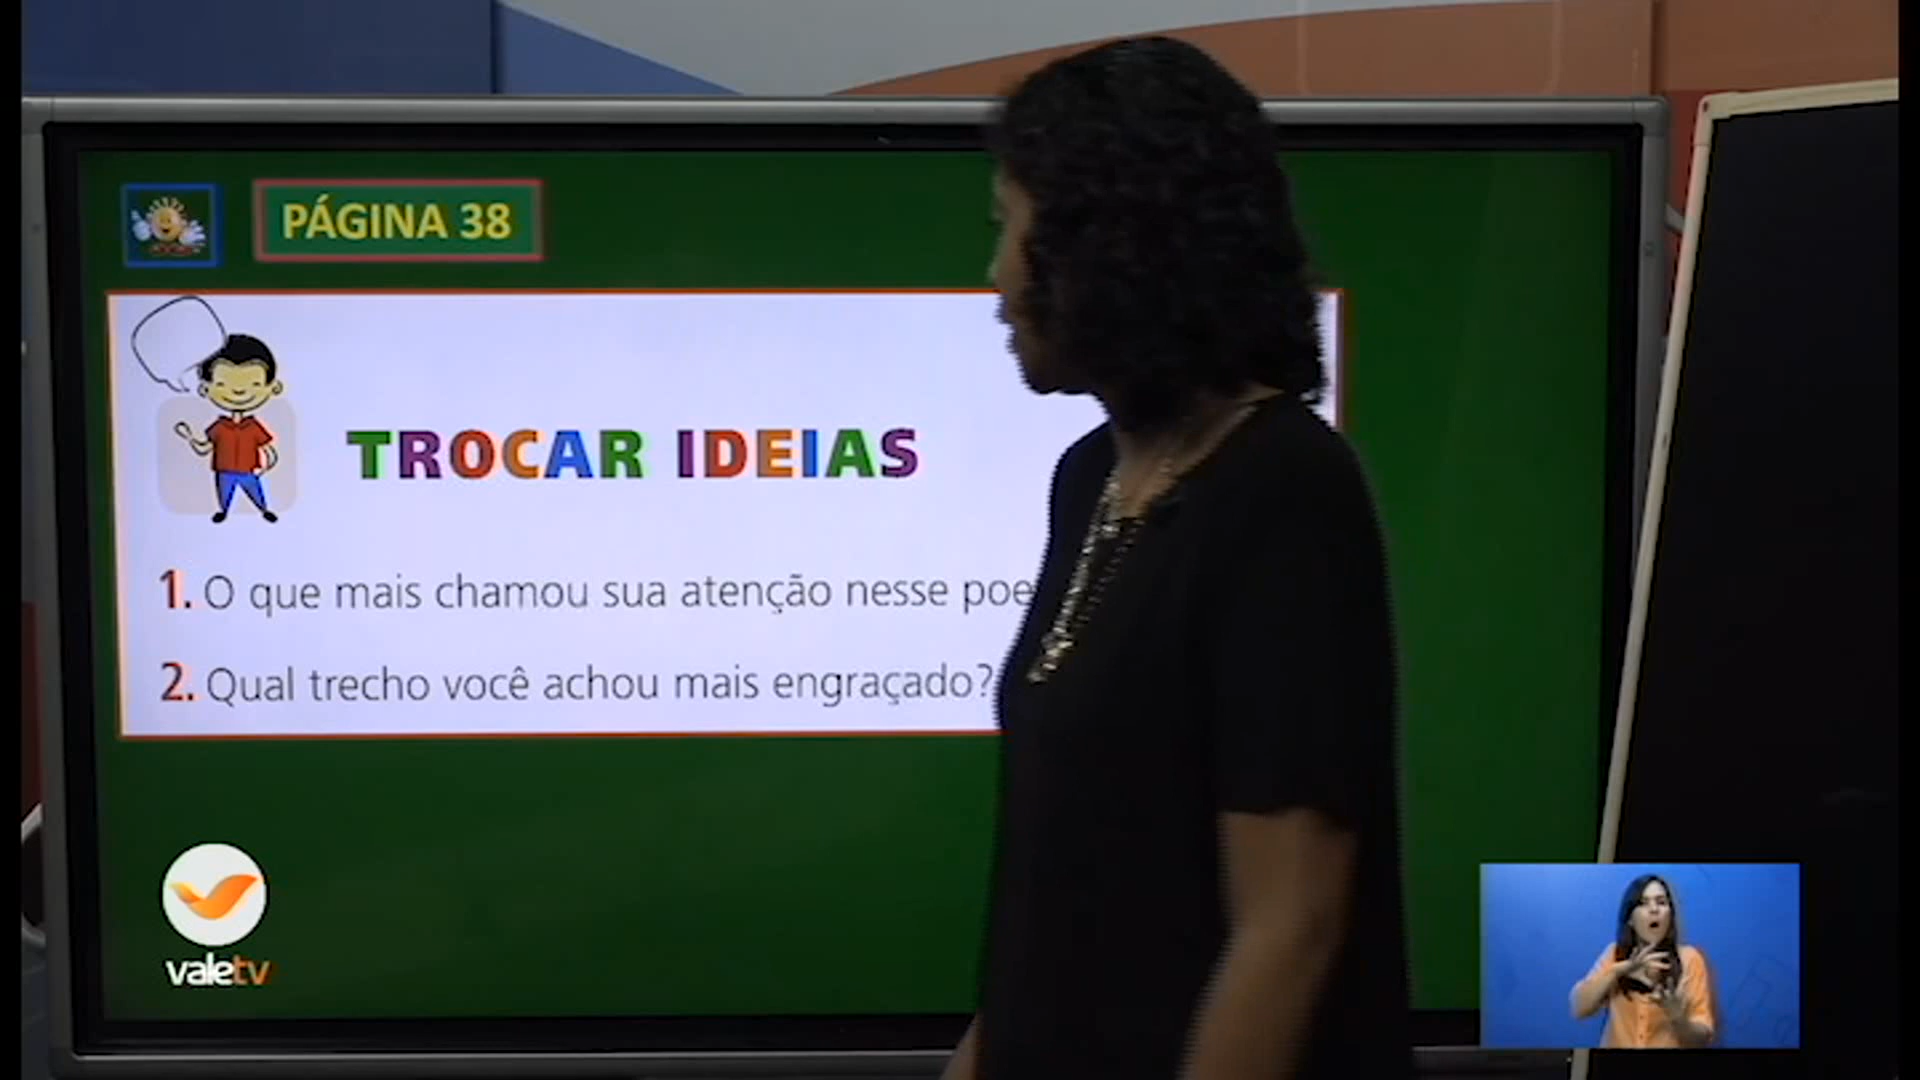 PÁGINA 38
TROCAR IDEIAS
1. O que mais chamou sua atenção nesse
2. Qual trecho você achou mais engraçado?
valetv